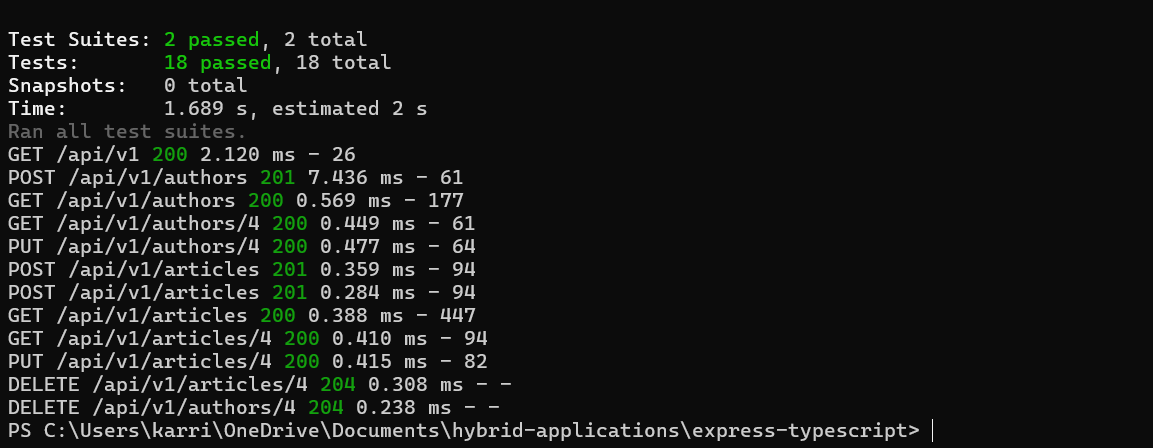 Test Suites: 2 passed, 2 total
Tests:       18 passed, 18 total
Snapshots:   0 total
Time:        1.689 s, estimated 2 s
Ran all test suites.
GET /api/v1 200 2.120 ms - 26
POST /api/v1/authors 201 7.436 ms - 61
GET /api/v1/authors 200 0.569 ms - 177
GET /api/v1/authors/4 200 0.449 ms - 61
PUT /api/v1/authors/4 200 0.477 ms - 64
POST /api/v1/articles 201 0.359 ms - 94
POST /api/v1/articles 201 0.284 ms - 94
GET /api/v1/articles 200 0.388 ms - 447
GET /api/v1/articles/4 200 0.410 ms - 94
PUT /api/v1/articles/4 200 0.415 ms - 82
DELETE /api/v1/articles/4 204 0.308 ms - -
DELETE /api/v1/authors/4 204 0.238 ms - -
PS C:\Users\karri\OneDrive\Documents\hybrid-applications\express-typescript>